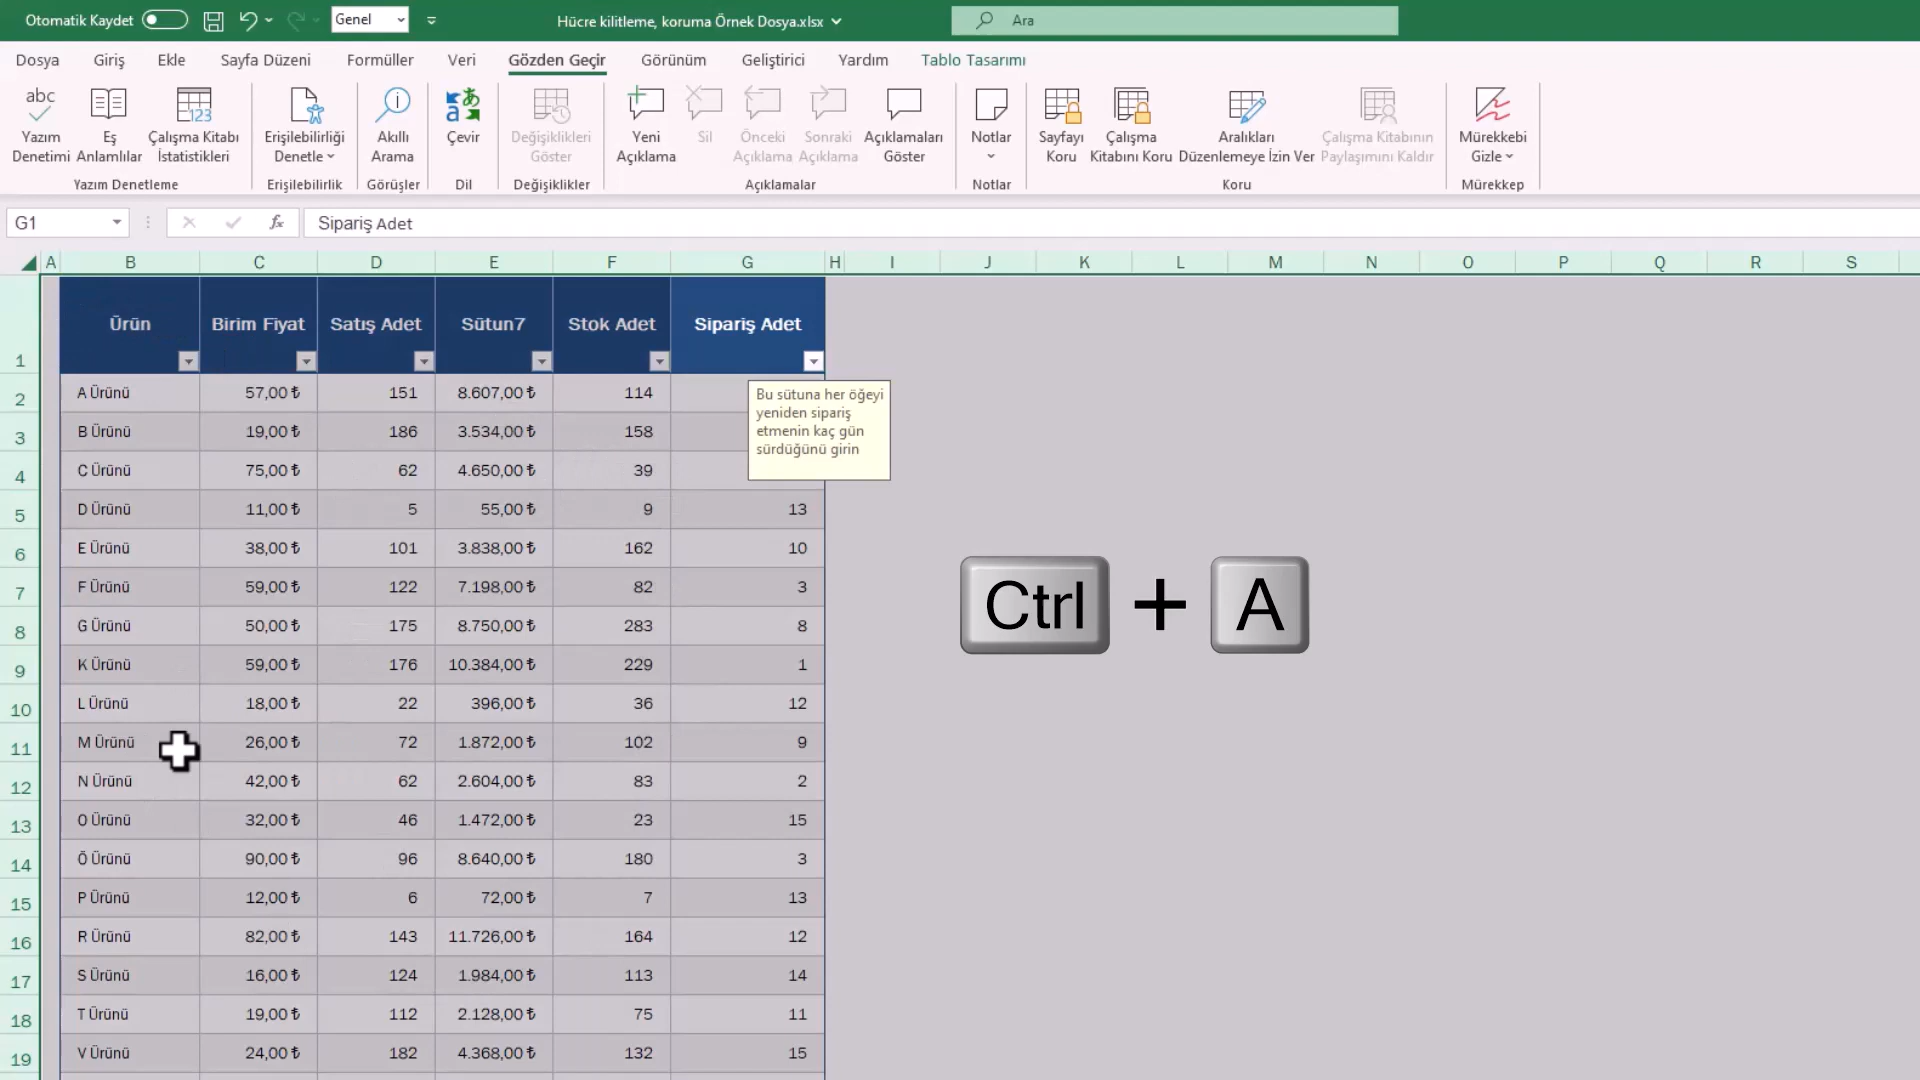 Otomatik Kaydet
Genel
Hücre kilitleme, koruma Örnek Dosya.xlsx
Ara
Dosya Giriş Ekle Sayfa Düzeni Formüller Veri Gözden Geçir Görünüm Geliştirici Yardım Tablo Tasarımı
abc
Yazım Denetimi
Eş Anlamlılar
123
Çalışma Kitabı İstatistikleri
Erişilebilirliği Denetle
Akıllı Arama
Çevir
Değişiklikleri Göster
Yeni Açıklama
Sil
Önceki Açıklama
Sonraki Açıklama
Açıklamaları Göster
Notlar
Sayfayı Koru
Çalışma Kitabını Koru
Aralıkları Düzenlemeye İzin Ver
Çalışma Kitabının Paylaşımını Kaldır
Mürekkebi Gizle
Yazım Denetleme Erişilebilirlik Görüşler Dil Değişiklikler Açıklamalar Notlar Koru Mürekkep
G1 fx Sipariş Adet
A B C D E F G H I J K L M N O P Q R S
1 Ürün Birim Fiyat Satış Adet Sütun7 Stok Adet Sipariş Adet
2 A Ürünü 57,00 ₺ 151 8.607,00 ₺ 114
3 B Ürünü 19,00 ₺ 186 3.534,00 ₺ 158
4 C Ürünü 75,00 ₺ 62 4.650,00 ₺ 39
Bu sütuna her öğeyi
yeniden sipariş
etmenin kaç gün
sürdüğünü girin
5 D Ürünü 11,00 ₺ 5 55,00 ₺ 9 13
6 E Ürünü 38,00 ₺ 101 3.838,00 ₺ 162 10
7 F Ürünü 59,00 ₺ 122 7.198,00 ₺ 82 3
8 G Ürünü 50,00 ₺ 175 8.750,00 ₺ 283 8
9 K Ürünü 59,00 ₺ 176 10.384,00 ₺ 229 1
10 L Ürünü 18,00 ₺ 22 396,00 ₺ 36 12
11 M Ürünü 26,00 ₺ 72 1.872,00 ₺ 102 9
12 N Ürünü 42,00 ₺ 62 2.604,00 ₺ 83 2
13 O Ürünü 32,00 ₺ 46 1.472,00 ₺ 23 15
14 Ö Ürünü 90,00 ₺ 96 8.640,00 ₺ 180 3
15 P Ürünü 12,00 ₺ 6 72,00 ₺ 7 13
16 R Ürünü 82,00 ₺ 143 11.726,00 ₺ 164 12
17 S Ürünü 16,00 ₺ 124 1.984,00 ₺ 113 14
18 T Ürünü 19,00 ₺ 112 2.128,00 ₺ 75 11
19 V Ürünü 24,00 ₺ 182 4.368,00 ₺ 132 15
Ctrl + A